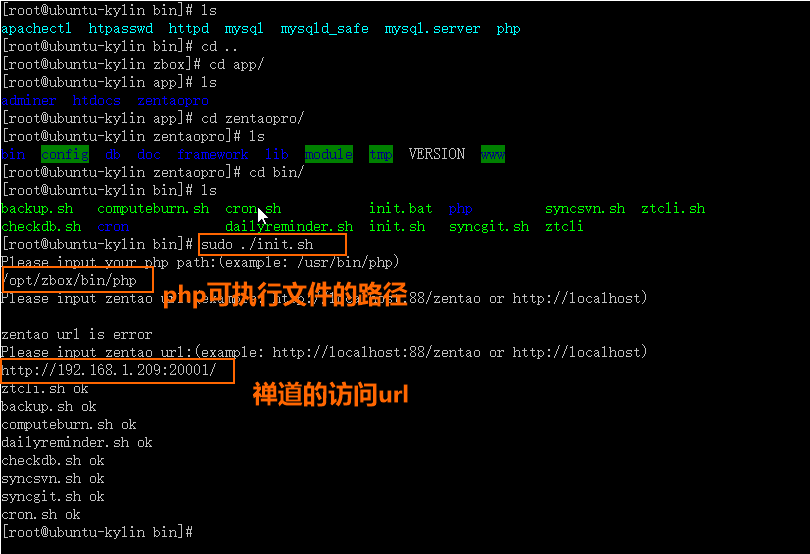 [root@ubuntu-kylin bin]# ls
apachectl htpasswd httpd mysql mysqld_safe mysql.server php
[root@ubuntu-kylin bin]# cd ..
[root@ubuntu-kylin zbox]# cd app/
[root@ubuntu-kylin app]# ls
adminer htdocs zentaopro
[root@ubuntu-kylin app]# cd zentaopro/
[root@ubuntu-kylin zentaopro]# ls
bin config db doc framework lib module tmp VERSION www
[root@ubuntu-kylin zentaopro]# cd bin/
[root@ubuntu-kylin bin]# ls
backup.sh computeburn.sh cron.sh init.bat php syncsvn.sh ztcli.sh
checkdb.sh cron dailyreminder.sh init.sh syncgit.sh ztcli
[root@ubuntu-kylin bin]# sudo ./init.sh
Please input your php path:(example: /usr/bin/php)
/opt/zbox/bin/php
php可执行文件的路径
Please input zentao url:(example: http://localhost:88/zentao or http://localhost)
zentao url is error
Please input zentao url:(example: http://localhost:88/zentao or http://localhost)
http://192.168.1.209:20001/
禅道的访问url
ztcli.sh ok
backup.sh ok
computeburn.sh ok
dailyreminder.sh ok
checkdb.sh ok
syncsvn.sh ok
syncgit.sh ok
cron.sh ok
[root@ubuntu-kylin bin]#